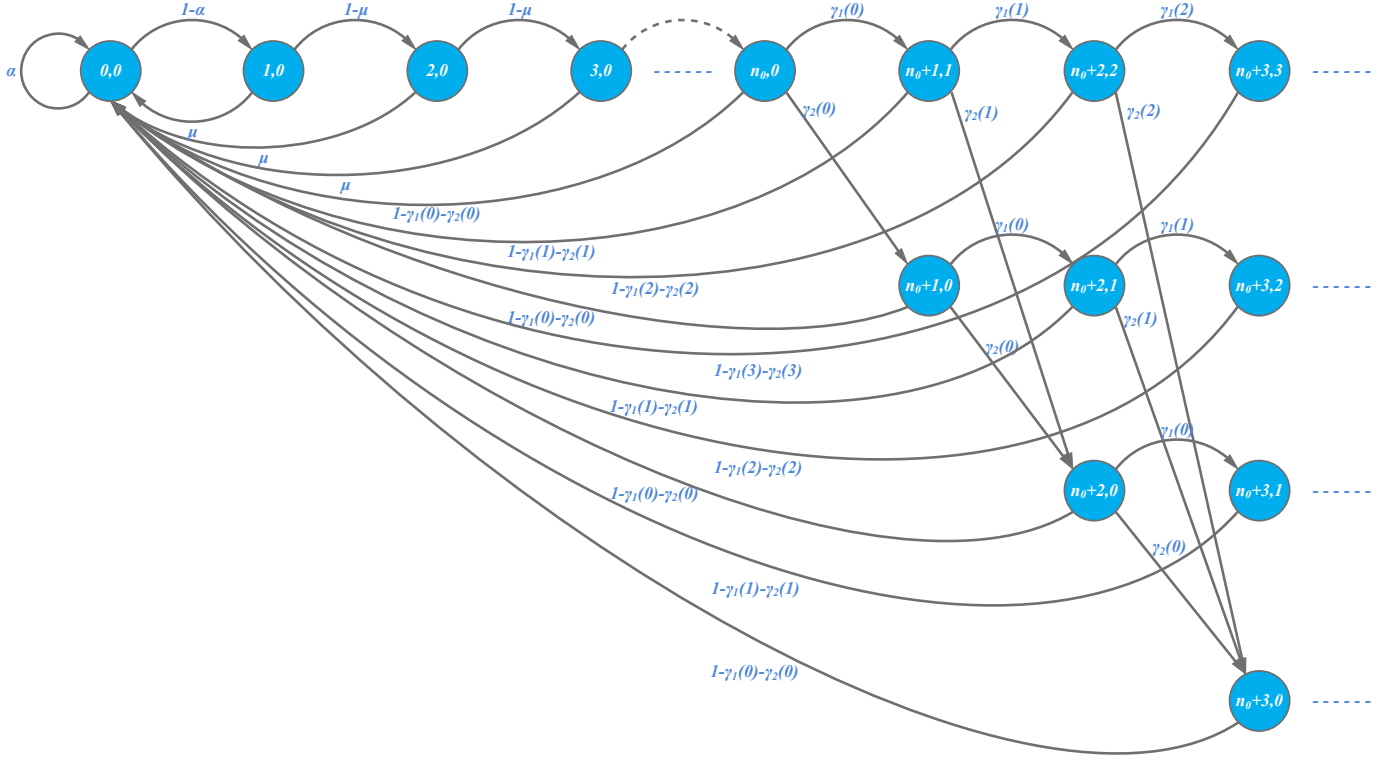 1-α
1-μ
1-μ
γ₁(0)
γ₁(1)
γ₁(2)
α
0,0
1,0
2,0
3,0
n₀,0
n₀+1,1
n₀+2,2
n₀+3,3
γ₂(0)
γ₂(1)
γ₂(2)
μ
μ
μ
1-γ₁(0)-γ₂(0)
γ₁(0)
γ₁(1)
1-γ₁(1)-γ₂(1)
1-γ₁(2)-γ₂(2)
n₀+1,0
n₀+2,1
n₀+3,2
1-γ₁(0)-γ₂(0)
γ₂(1)
γ₂(0)
1-γ₁(3)-γ₂(3)
1-γ₁(1)-γ₂(1)
γ₁(0)
1-γ₁(2)-γ₂(2)
1-γ₁(0)-γ₂(0)
n₀+2,0
n₀+3,1
γ₂(0)
1-γ₁(1)-γ₂(1)
1-γ₁(0)-γ₂(0)
n₀+3,0